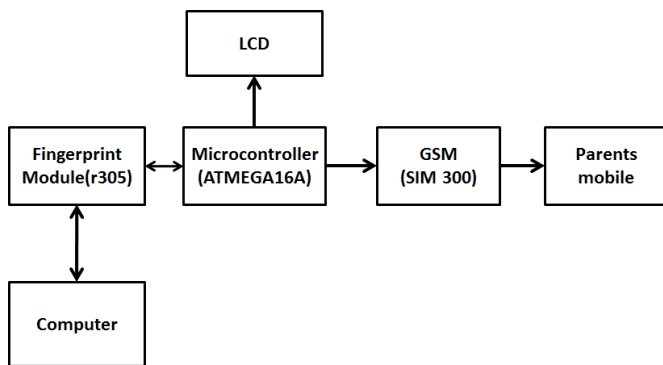 LCD
Fingerprint
Module(r305)
Microcontroller
(ATMEGA16A)
GSM
(SIM 300)
Parents
mobile
Computer